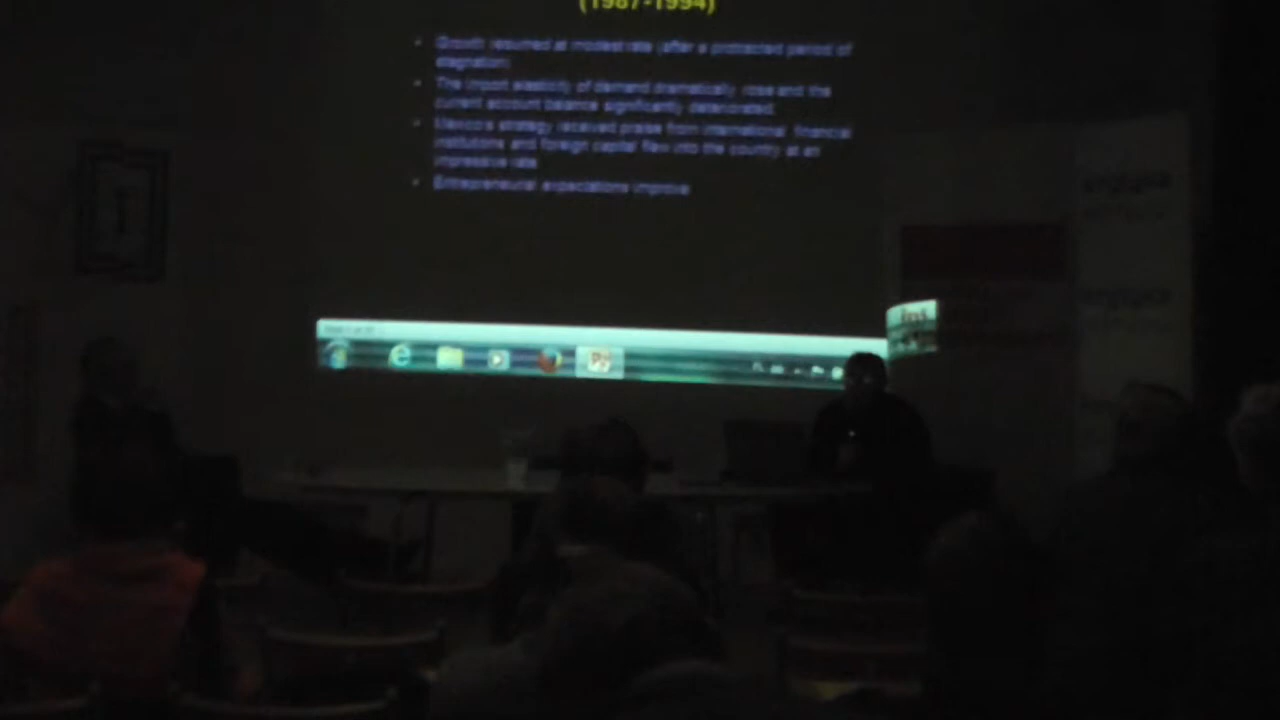 (1987-1994)
Growth resumed at modest rate (after a protracted period of
stagnation)
The import elasticity of demand dramatically rose and the
current account balance significantly deteriorated
Mexico's strategy received praise from international financial
institutions and foreign capital flew into the country at an
impressive rate
Entrepreneurial expectations improve